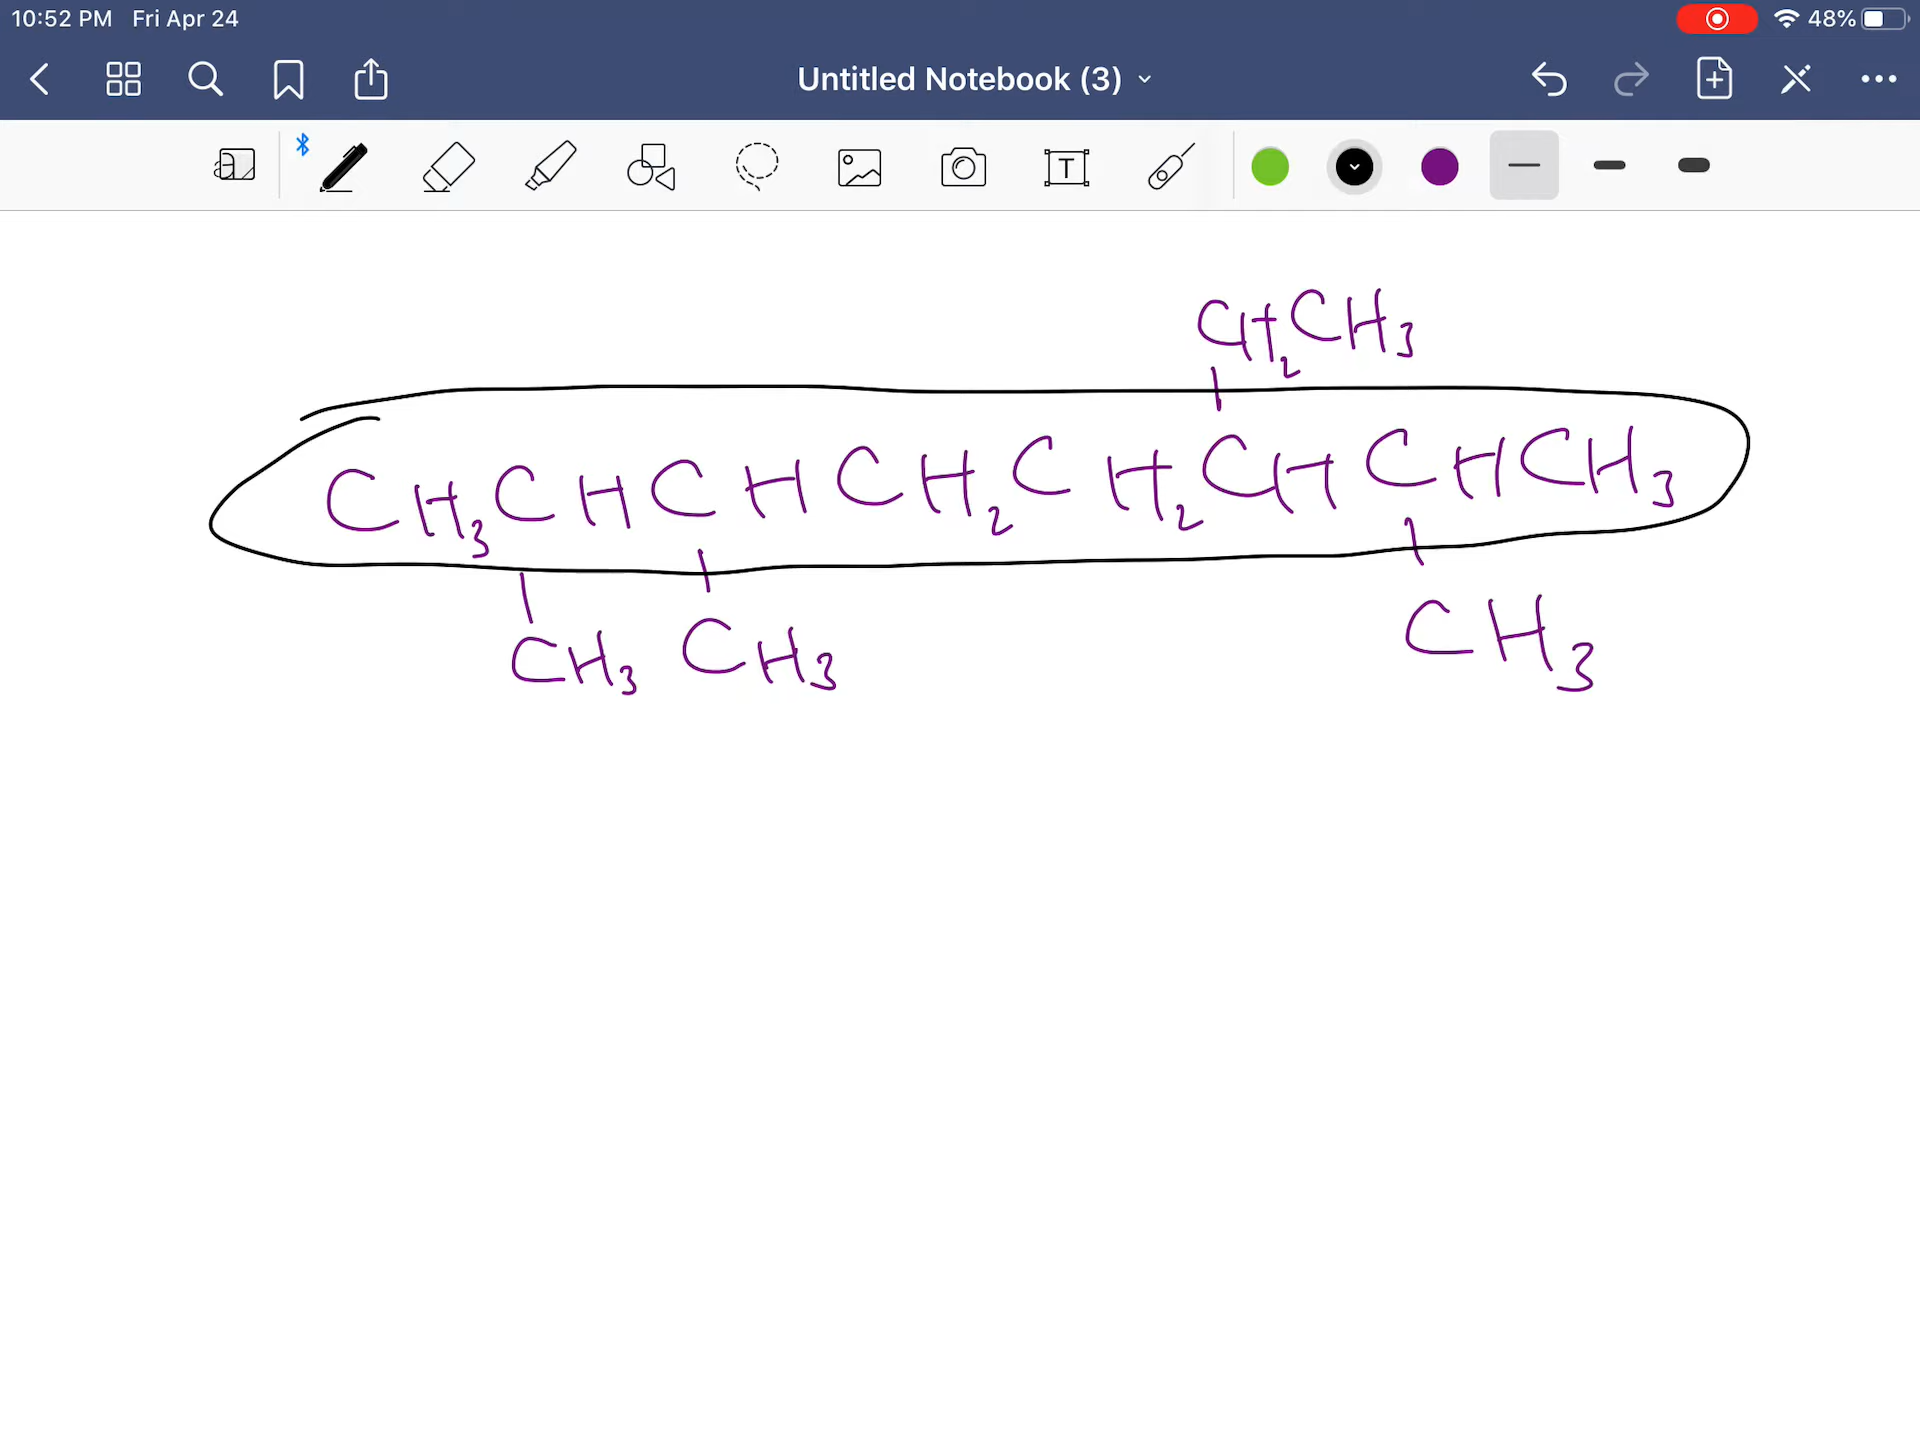 10:52 PM Fri Apr 24
48%
Untitled Notebook (3)
a
T
CH₂CH₃
CH₃CHCHCH₂CH₂CHCHCH₃
CH₃ CH₃ CH₃